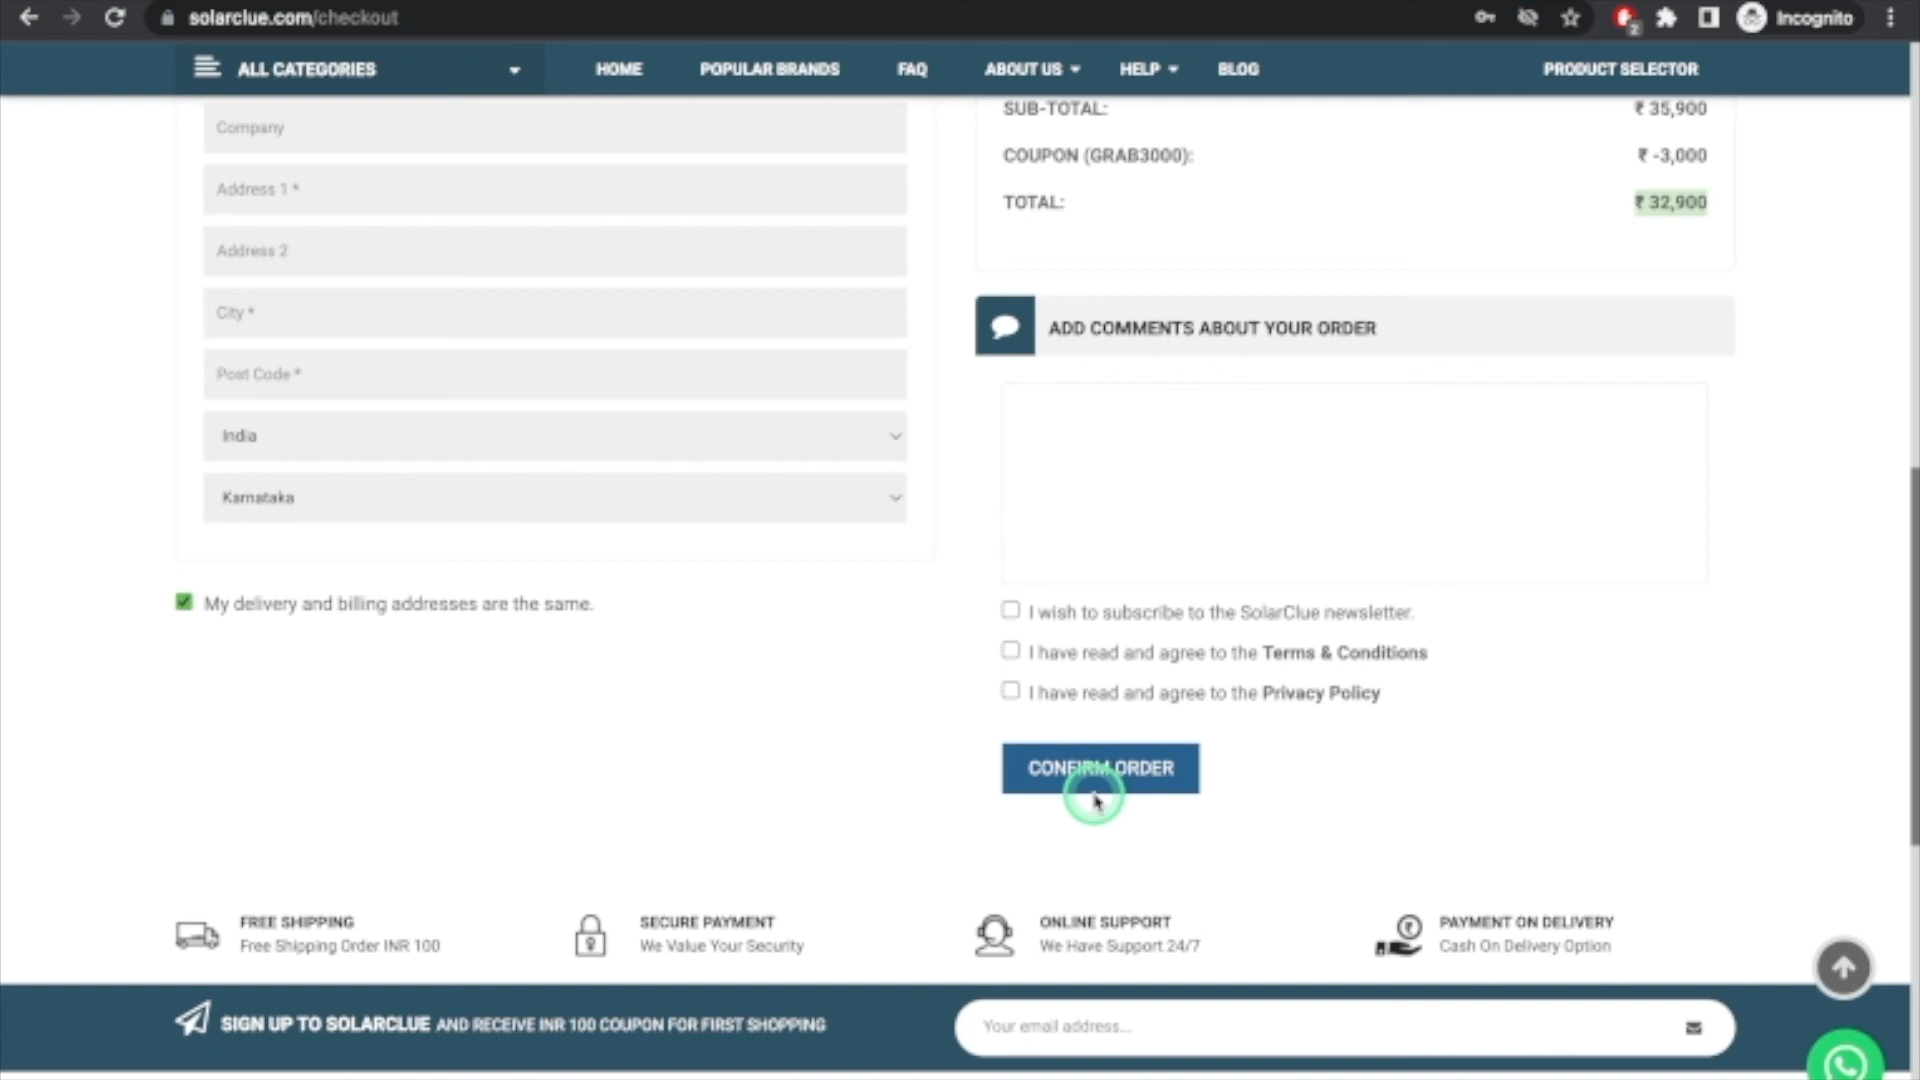 solarclue.com/checkout
Incognito
2
ALL CATEGORIES
HOME
POPULAR BRANDS
FAQ
ABOUT US
HELP
BLOG
PRODUCT SELECTOR
Company
Address 1 *
Address 2
City *
Post Code *
India
Karnataka
My delivery and billing addresses are the same.
SUB-TOTAL: ₹ 35,900
COUPON (GRAB3000): ₹ -3,000
TOTAL: ₹ 32,900
ADD COMMENTS ABOUT YOUR ORDER
I wish to subscribe to the SolarClue newsletter.
I have read and agree to the Terms & Conditions
I have read and agree to the Privacy Policy
CONFIRM ORDER
FREE SHIPPING
Free Shipping Order INR 100
SECURE PAYMENT
We Value Your Security
ONLINE SUPPORT
We Have Support 24/7
PAYMENT ON DELIVERY
Cash On Delivery Option
SIGN UP TO SOLARCLUE AND RECEIVE INR 100 COUPON FOR FIRST SHOPPING
Your email address...